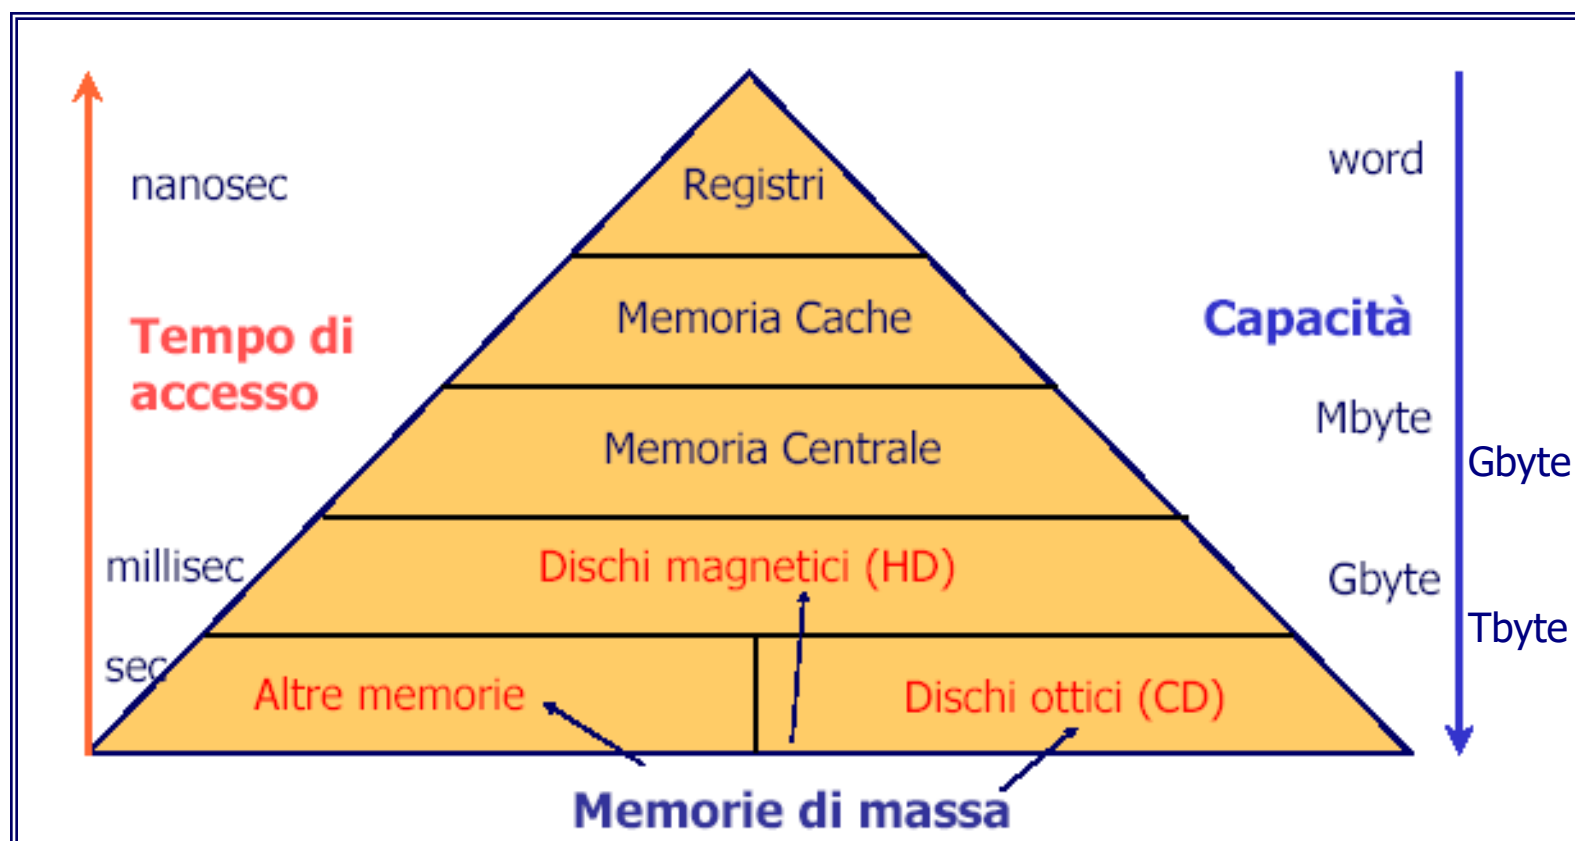 nanosec
Registri
word
Tempo di
accesso
Memoria Cache
Capacità
Memoria Centrale
Mbyte
Gbyte
millisec
Dischi magnetici (HD)
Gbyte
Tbyte
sec
Altre memorie
Dischi ottici (CD)
Memorie di massa